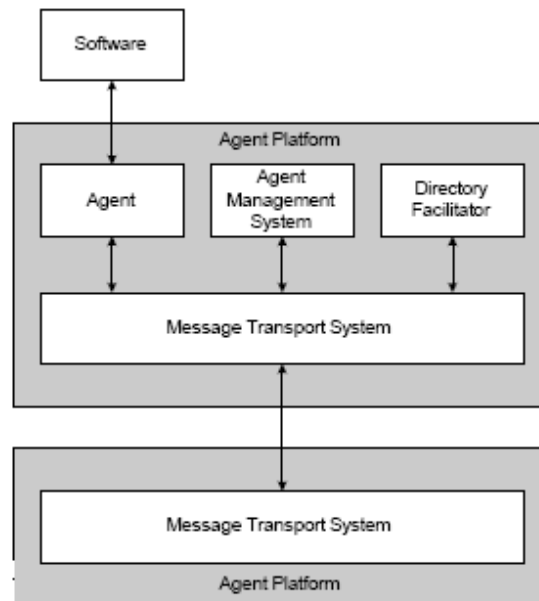 Software
Agent Platform
Agent
Agent
Management
System
Directory
Facilitator
Message Transport System
Message Transport System
Agent Platform